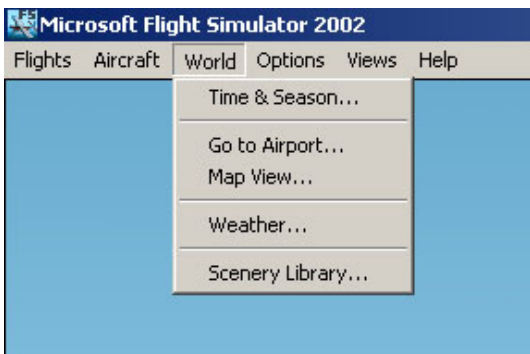 Microsoft Flight Simulator 2002
Flights Aircraft World Options Views Help
Time & Season...
Go to Airport...
Map View...
Weather...
Scenery Library...